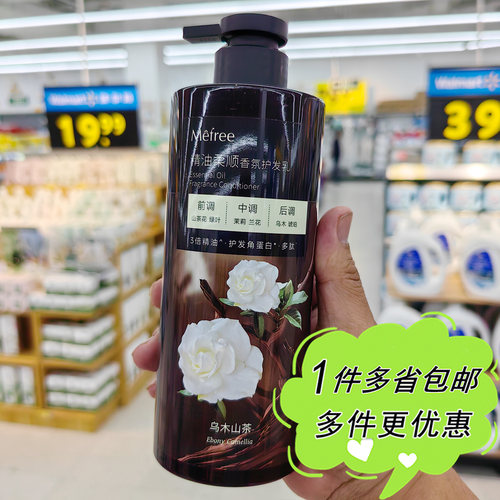 Walmart
19.99
Mêfree
精油柔顺香氛护发乳
Essential Oil
Fragrance Conditioner
前调 中调 后调
山茶花 绿叶 茉莉 兰花 乌木 琥珀
3倍精油^·护发角蛋白*·多肽
乌木山茶
Ebony Camellia
1件多省包邮
多件更优惠